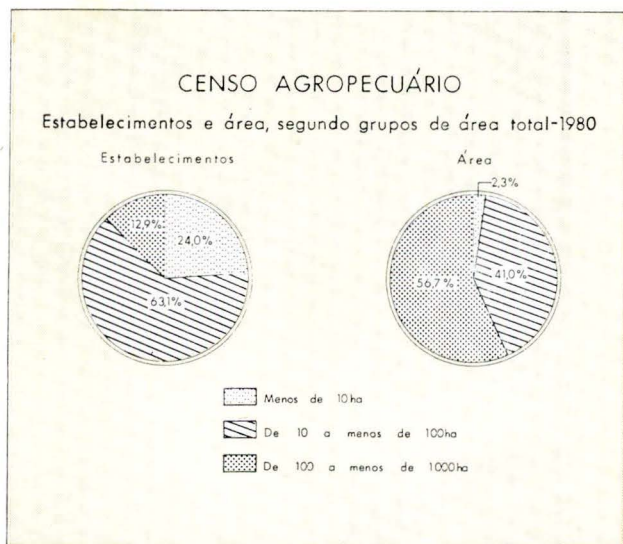 CENSO AGROPECUÁRIO
Estabelecimentos e área, segundo grupos de área total-1980
Estabelecimentos
Área
12,9%
24,0%
63,1%
2,3%
56,7%
41,0%
Menos de 10ha
De 10 a menos de 100ha
De 100 a menos de 1000ha